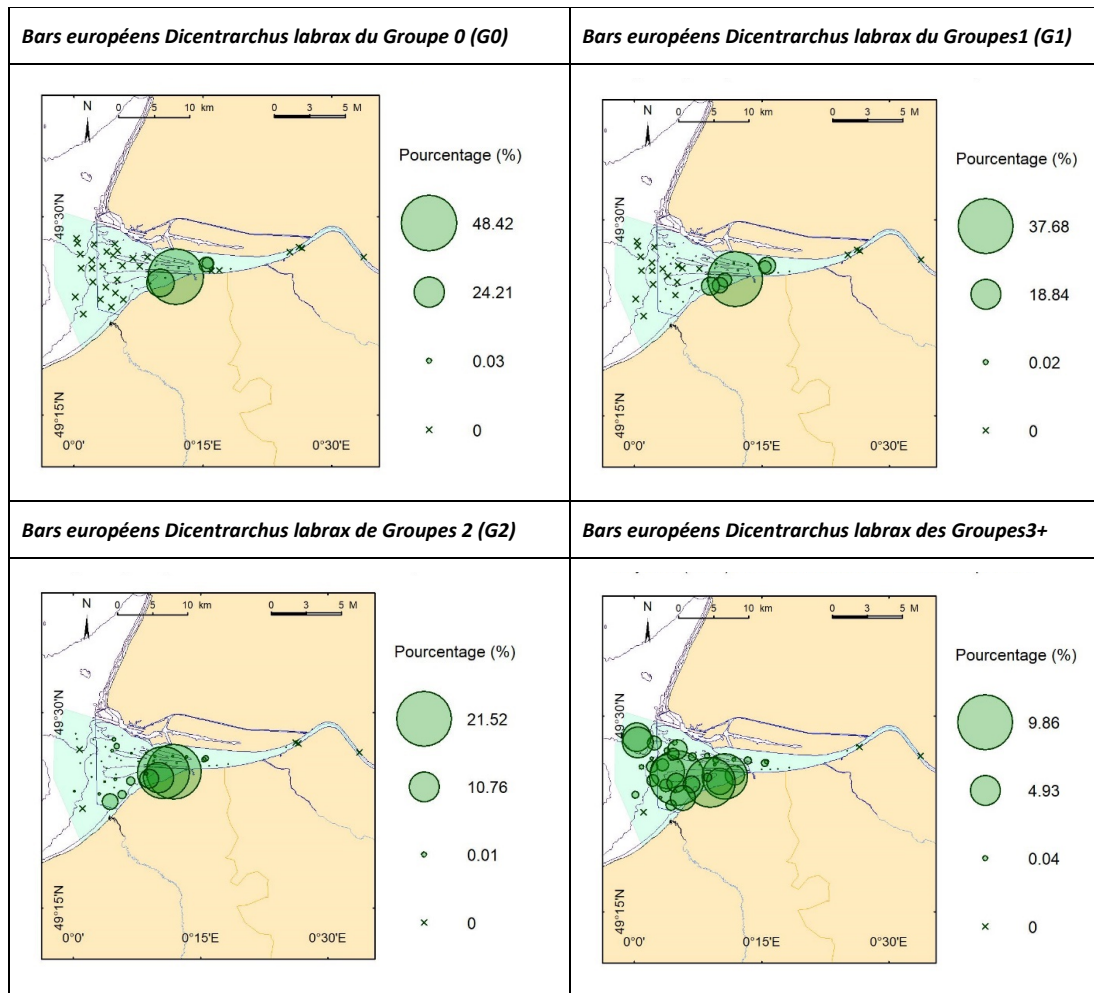 Bars européens Dicentrarchus labrax du Groupe 0 (G0)
N
0 5 10 km
0 3 6 M
49°30'N
49°15'N
0°0'
0°15'E
0°30'E
Pourcentage (%)
48.42
24.21
0.03
0
Bars européens Dicentrarchus labrax du Groupes1 (G1)
N
0 5 10 km
0 3 5 M
49°30'N
49°15'N
0°0'
0°15'E
0°30'E
Pourcentage (%)
37.68
18.84
0.02
0
Bars européens Dicentrarchus labrax de Groupes 2 (G2)
N
0 5 10 km
0 3 5 M
49°30'N
49°15'N
0°0'
0°15'E
0°30'E
Pourcentage (%)
21.52
10.76
0.01
0
Bars européens Dicentrarchus labrax des Groupes3+
N
0 5 10 km
0 3 5 M
49°30'N
49°15'N
0°0'
0°15'E
0°30'E
Pourcentage (%)
9.86
4.93
0.04
0